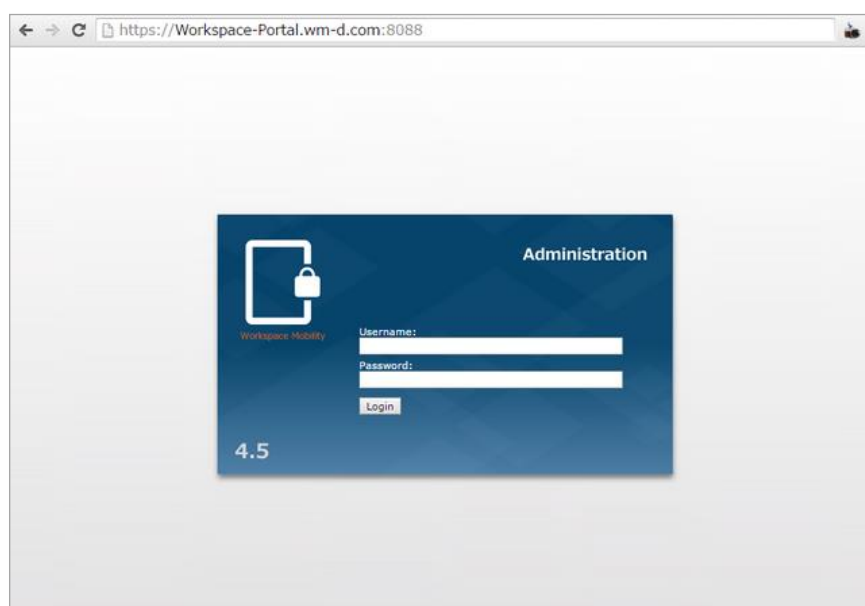 https://Workspace-Portal.wm-d.com:8088
Administration
Workspace Mobility
Username:
Password:
Login
4.5